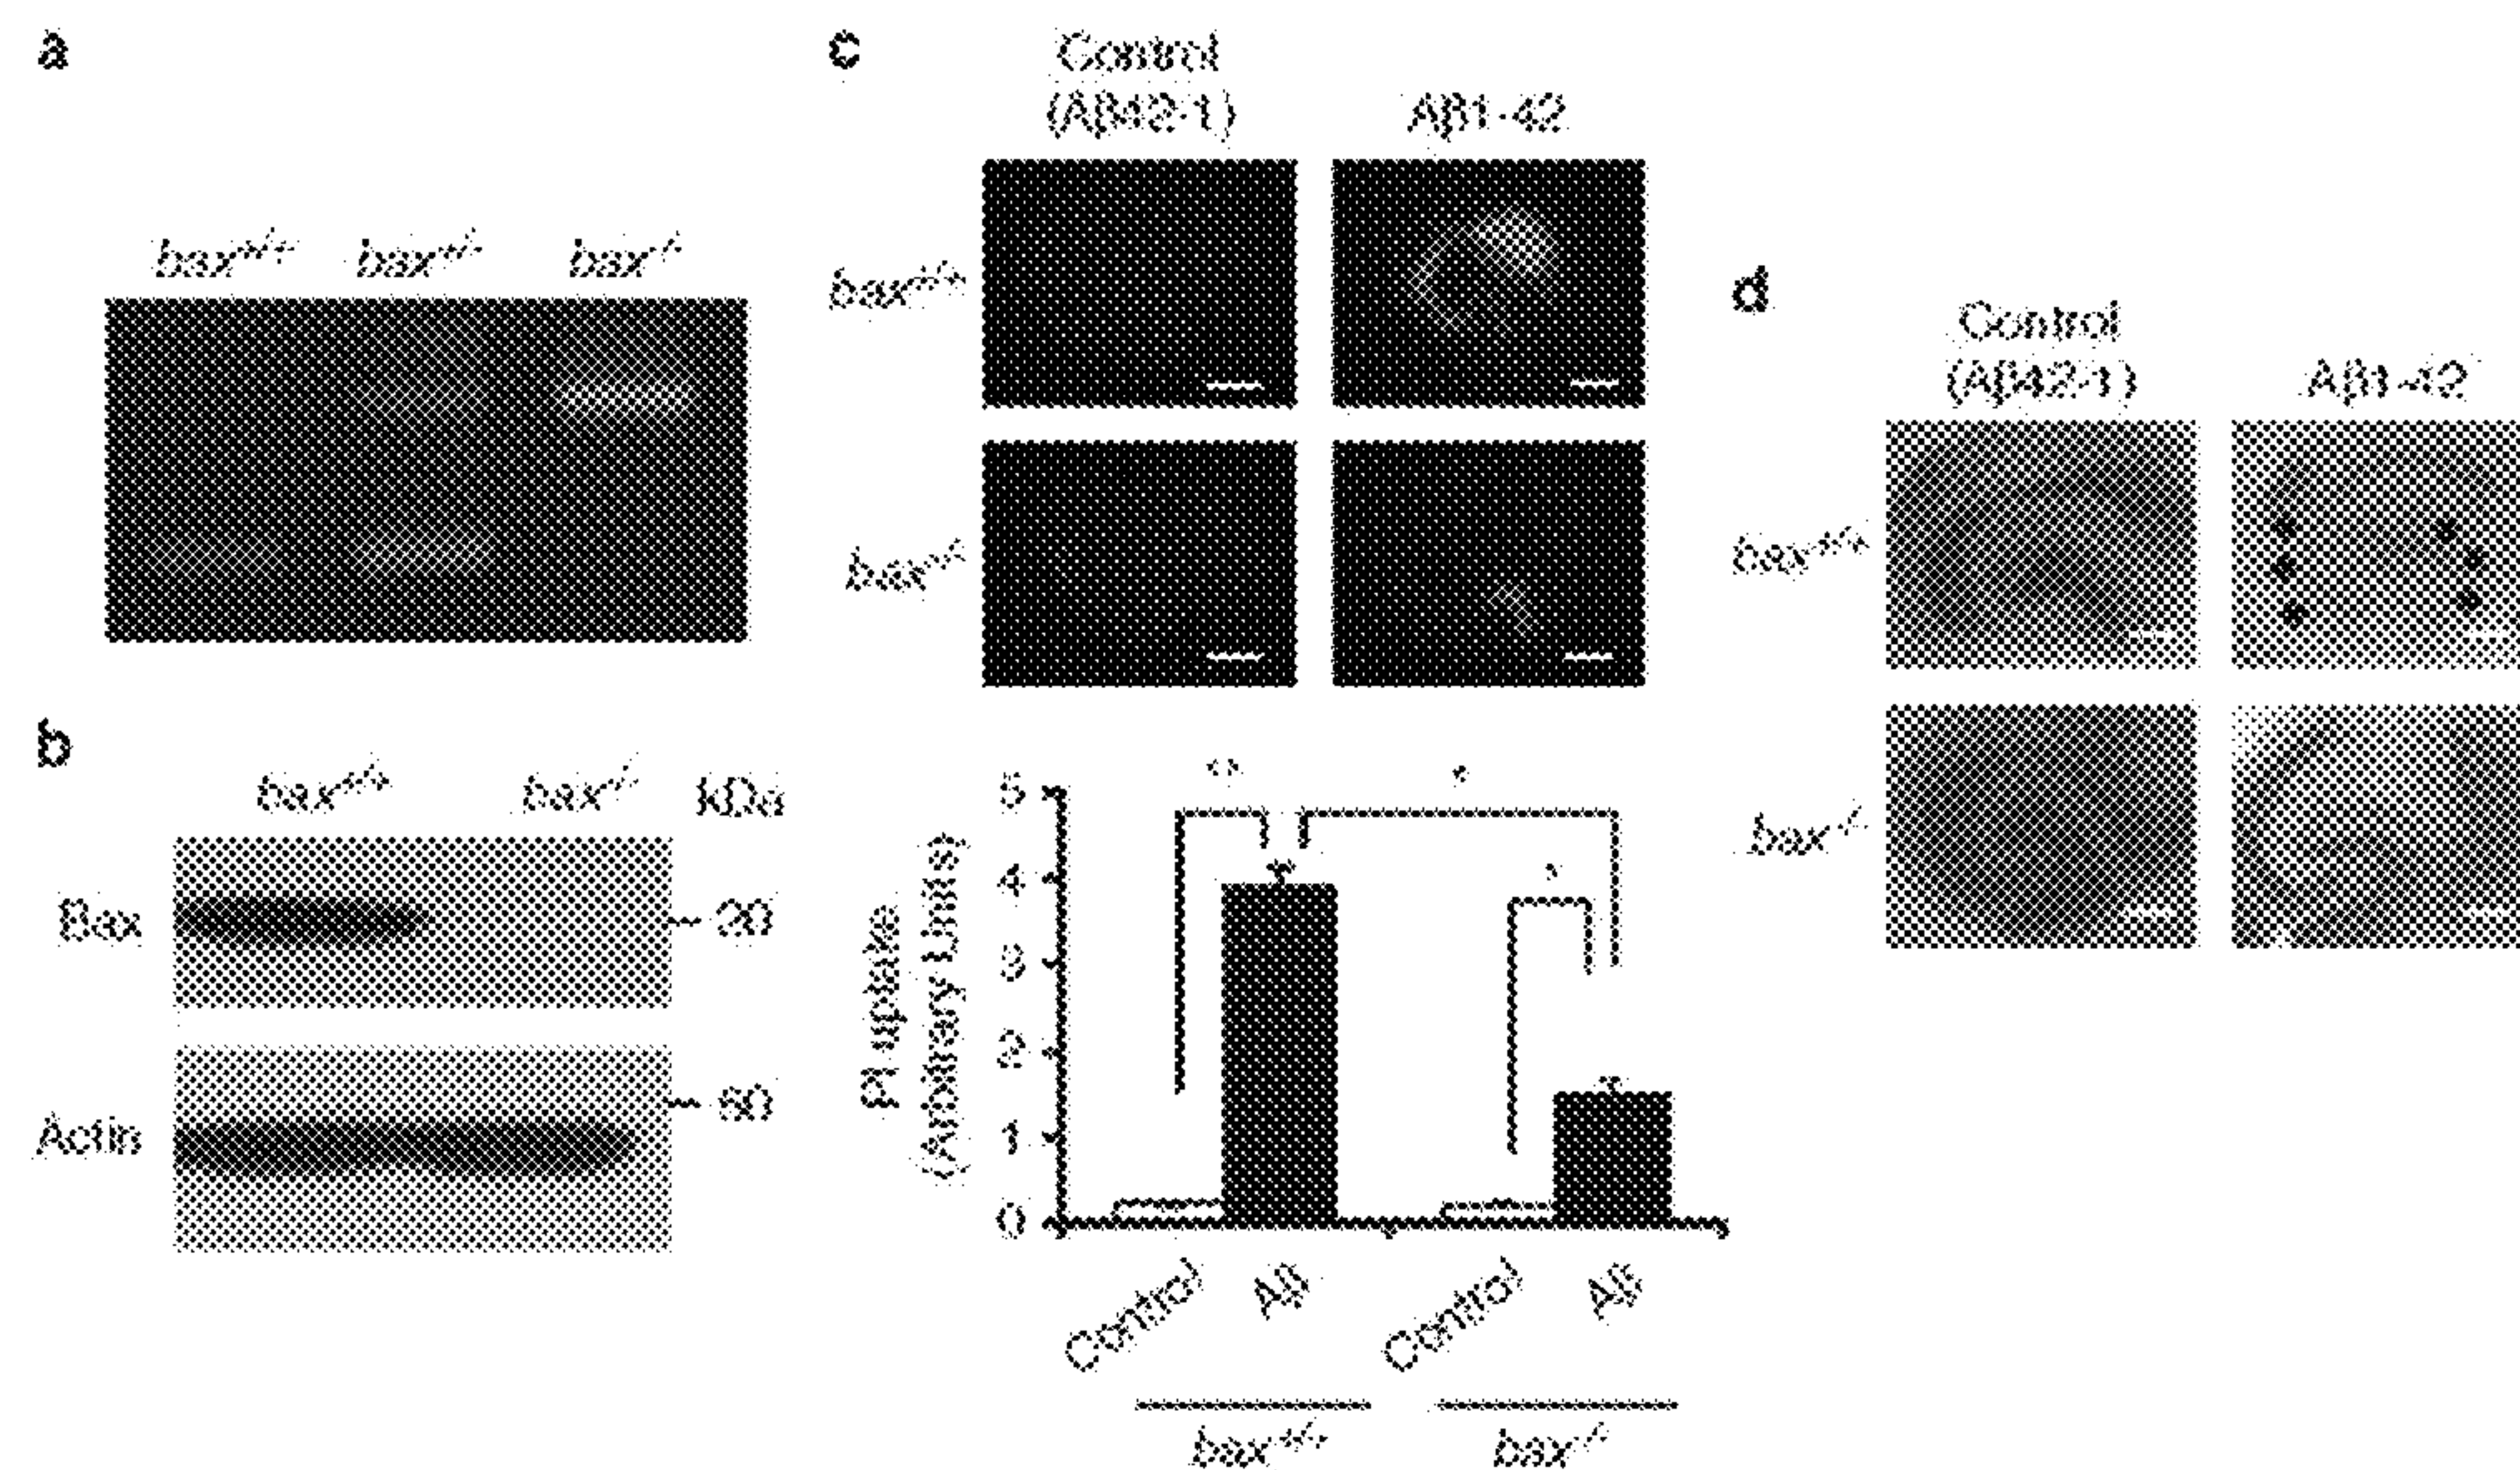 a
bax+/+ bax+/- bax-/-
b
bax+/+ bax-/- kDa
Bax
20
Actin
50
c
Control
(Aβ42-1) Aβ1-42
bax+/+
bax-/-
PI uptake
(Arbitrary Units)
5
4
3
2
1
0
** * *
Control Aβ Control Aβ
bax+/+ bax-/-
d
Control
(Aβ42-1) Aβ1-42
bax+/+
bax-/-